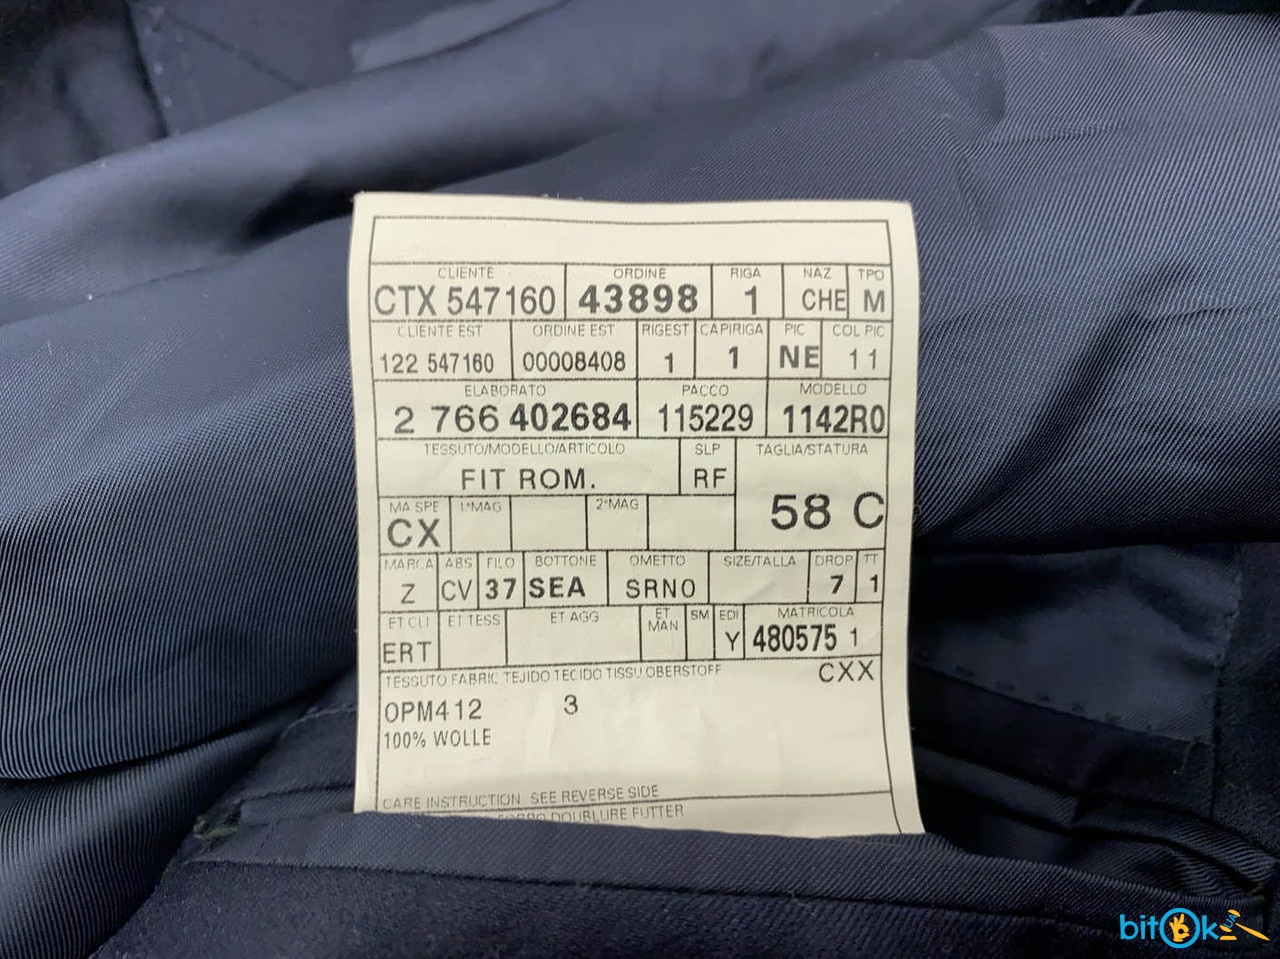 CLIENTE ORDINE RIGA NAZ TPO
CTX 547160 43898 1 CHE M
CLIENTE EST ORDINE EST RIGEST CAPIRIGA PIC COL PIC
122 547160 00008408 1 1 NE 11
ELABORATO PACCO MODELLO
2 766 402684 115229 1142R0
TESSUTO/MODELLO/ARTICOLO SLP TAGLIA/STATURA
FIT ROM. RF
58 C
MA SPE 1°MAG 2°MAG
CX
MARCA ABS FILO BOTTONE OMETTO SIZE/TALLA DROP TT
Z CV 37 SEA SRNO 7 1
ET CLI ET TESS ET AGG ET MAN SM EDI MATRICOLA
ERT Y 480575 1
TESSUTO FABRIC TEJIDO TECIDO TISSU OBERSTOFF CXX
OPM412 3
100% WOLLE
CARE INSTRUCTION SEE REVERSE SIDE
DOUBLURE FUTTER
bitOk